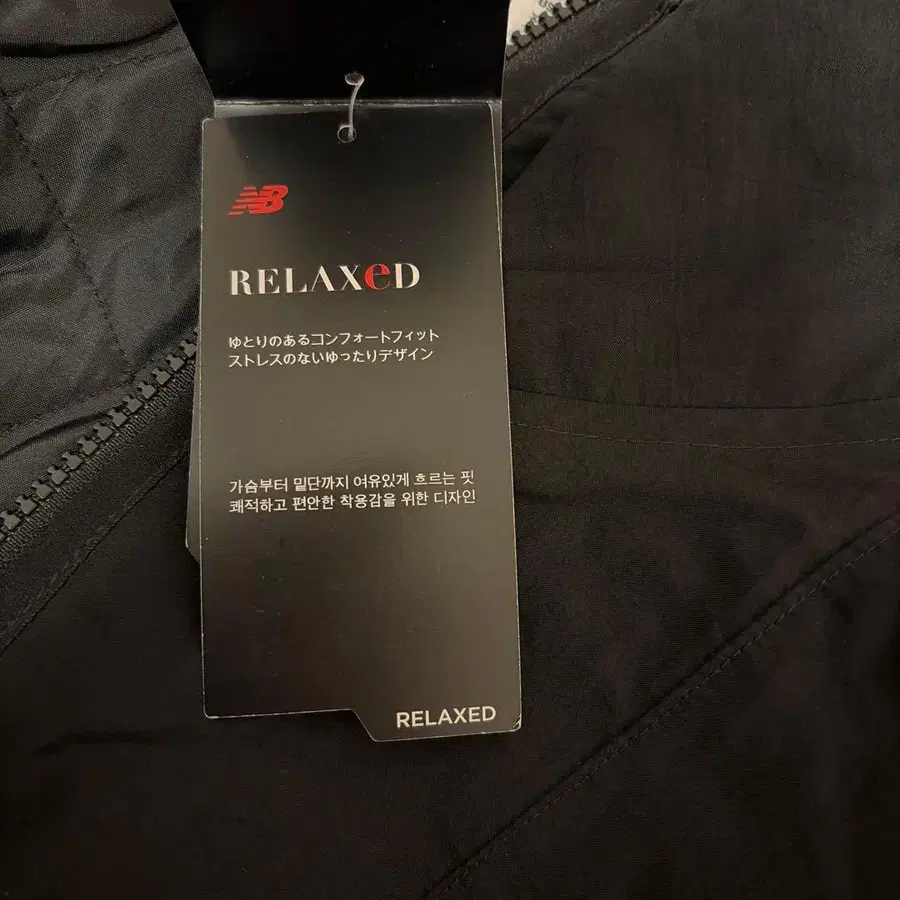 NB
RELAXeD
ゆとりのあるコンフォートフィット
ストレスのないゆったりデザイン
가슴부터 밑단까지 여유있게 흐르는 핏
쾌적하고 편안한 착용감을 위한 디자인
RELAXED